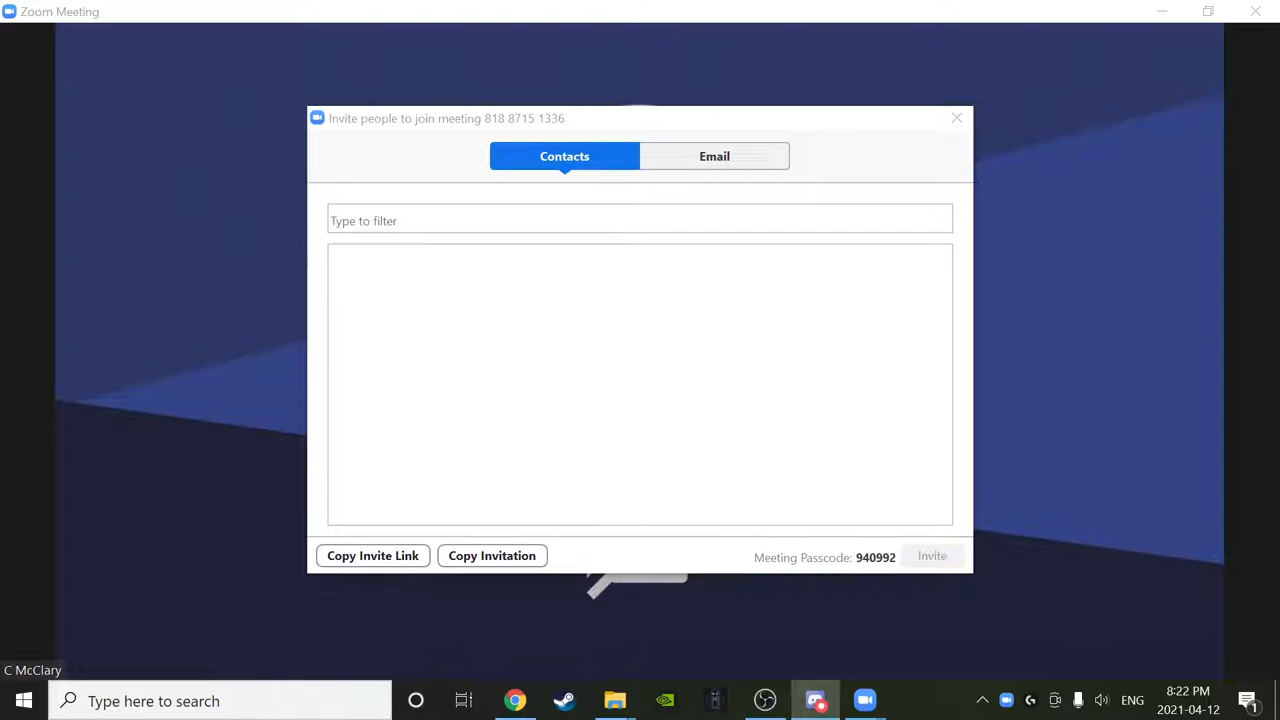 Zoom Meeting
Invite people to join meeting 818 8715 1336
Contacts
Email
Type to filter
Copy Invite Link
Copy Invitation
Meeting Passcode: 940992
Invite
C McClary
Type here to search
ENG
8:22 PM
2021-04-12
1